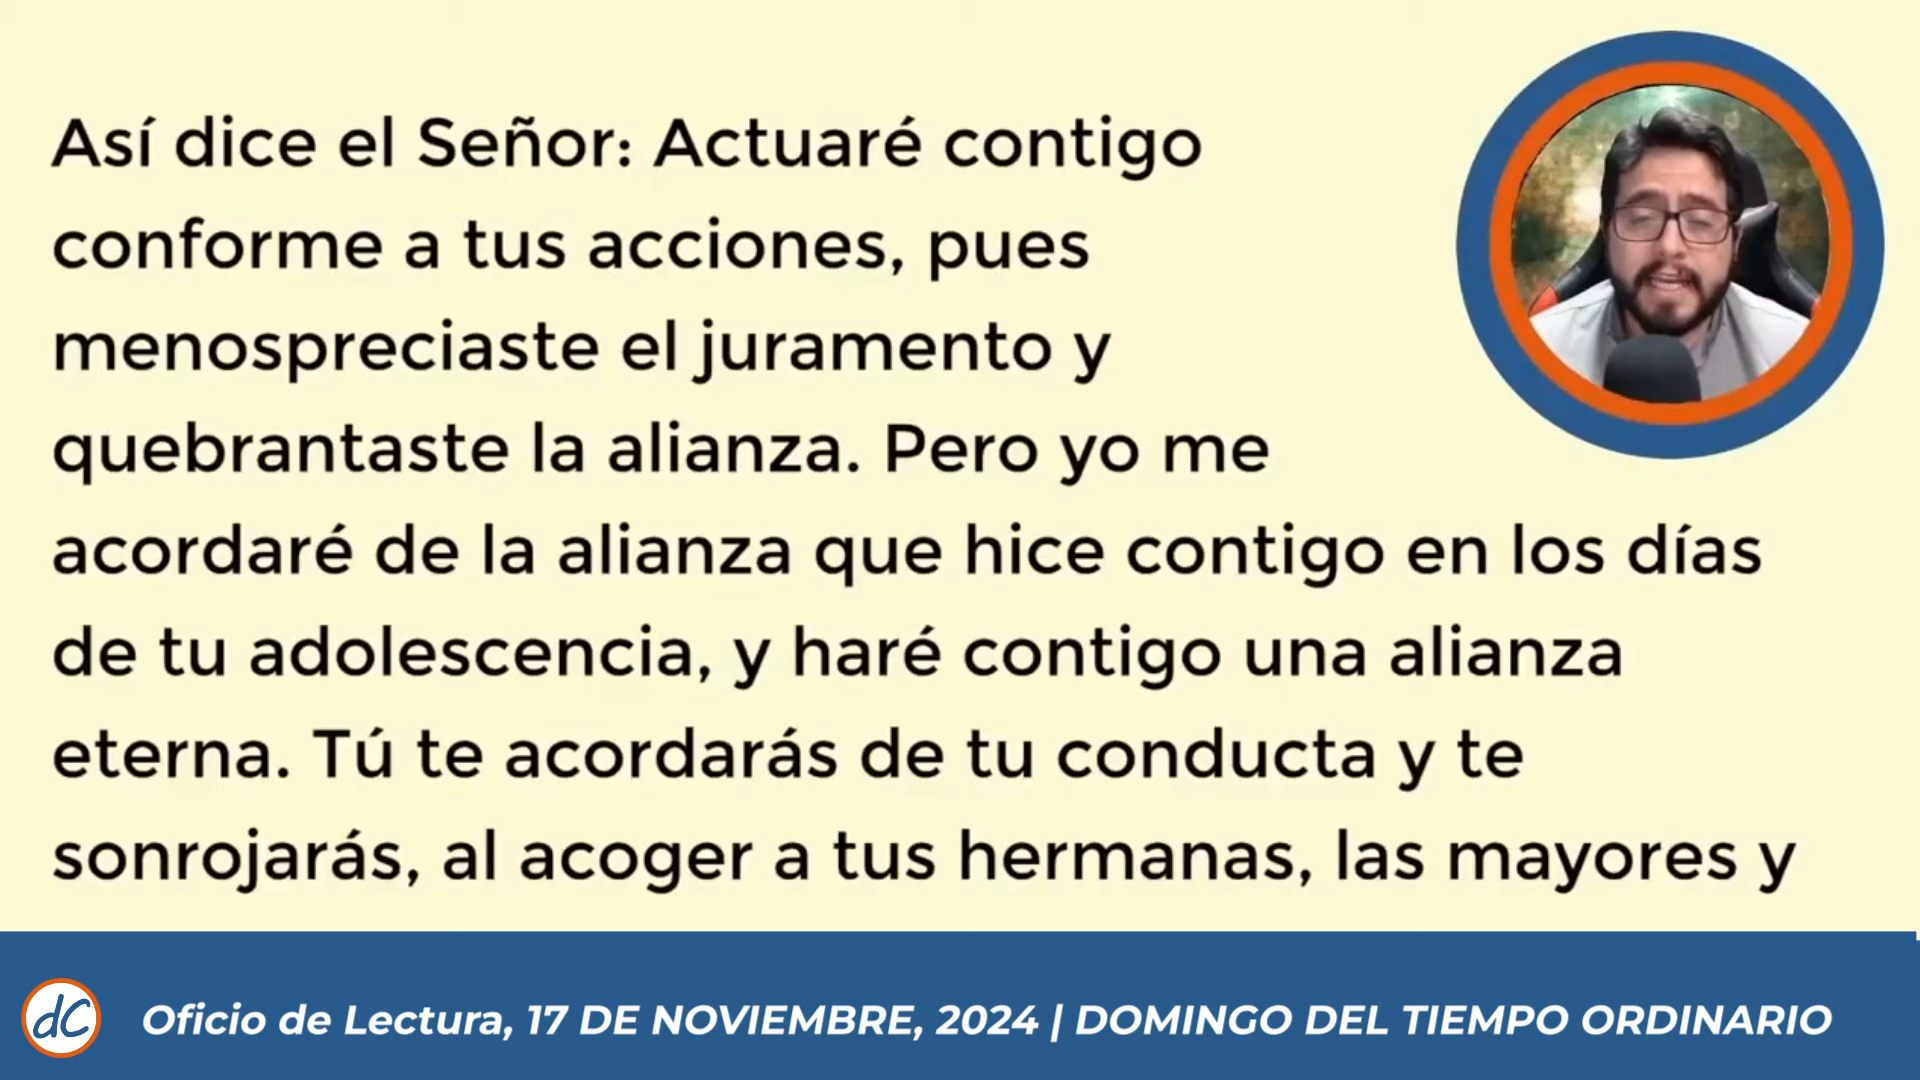 Así dice el Señor: Actuaré contigo
conforme a tus acciones, pues
menospreciaste el juramento y
quebrantaste la alianza. Pero yo me
acordaré de la alianza que hice contigo en los días
de tu adolescencia, y haré contigo una alianza
eterna. Tú te acordarás de tu conducta y te
sonrojarás, al acoger a tus hermanas, las mayores y
dC
Oficio de Lectura, 17 DE NOVIEMBRE, 2024 | DOMINGO DEL TIEMPO ORDINARIO